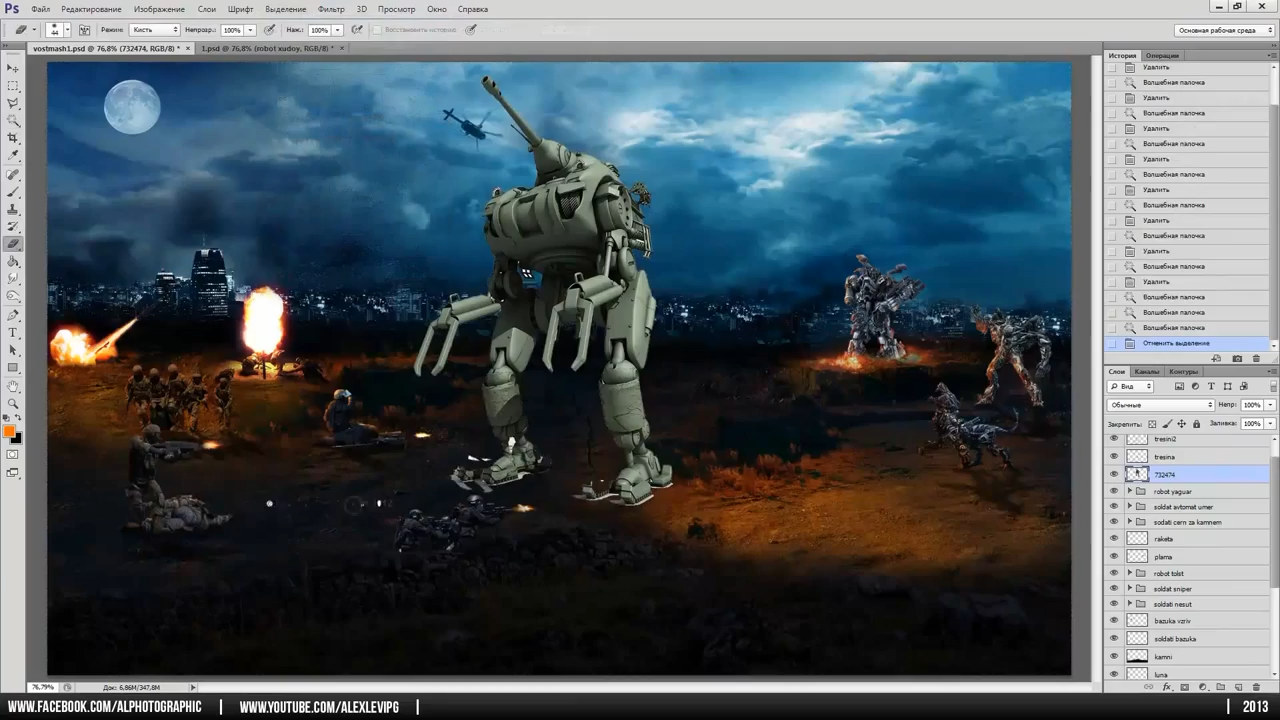 Ps Файл Редактирование Изображение Слои Шрифт Выделение Фильтр 3D Просмотр Окно Справка
44 Режим: Кисть Непрозр.: 100% Наж.: 100% Восстановить историю Основная рабочая среда
vostmash1.psd @ 76,8% (732474, RGB/8) * × 1.psd @ 76,8% (robot xudoy, RGB/8) * ×
История Операции
Удалить
Волшебная палочка
Удалить
Волшебная палочка
Удалить
Волшебная палочка
Удалить
Волшебная палочка
Удалить
Волшебная палочка
Удалить
Волшебная палочка
Удалить
Волшебная палочка
Удалить
Волшебная палочка
Волшебная палочка
Волшебная палочка
Отменить выделение
Слои Каналы Контуры
Вид
Обычные Непр: 100%
Закрепить: Заливка: 100%
tresini2
tresina
732474
robot yaguar
soldat avtomat umer
sodati cern za kamnem
raketa
plama
robot tolst
soldat sniper
soldati nesut
bazuka vzriv
soldati bazuka
kamni
luna
76,79% Док: 6,86M/347,8M
WWW.FACEBOOK.COM/ALPHOTOGRAPHIC | WWW.YOUTUBE.COM/ALEXLEVIPG | | 2013